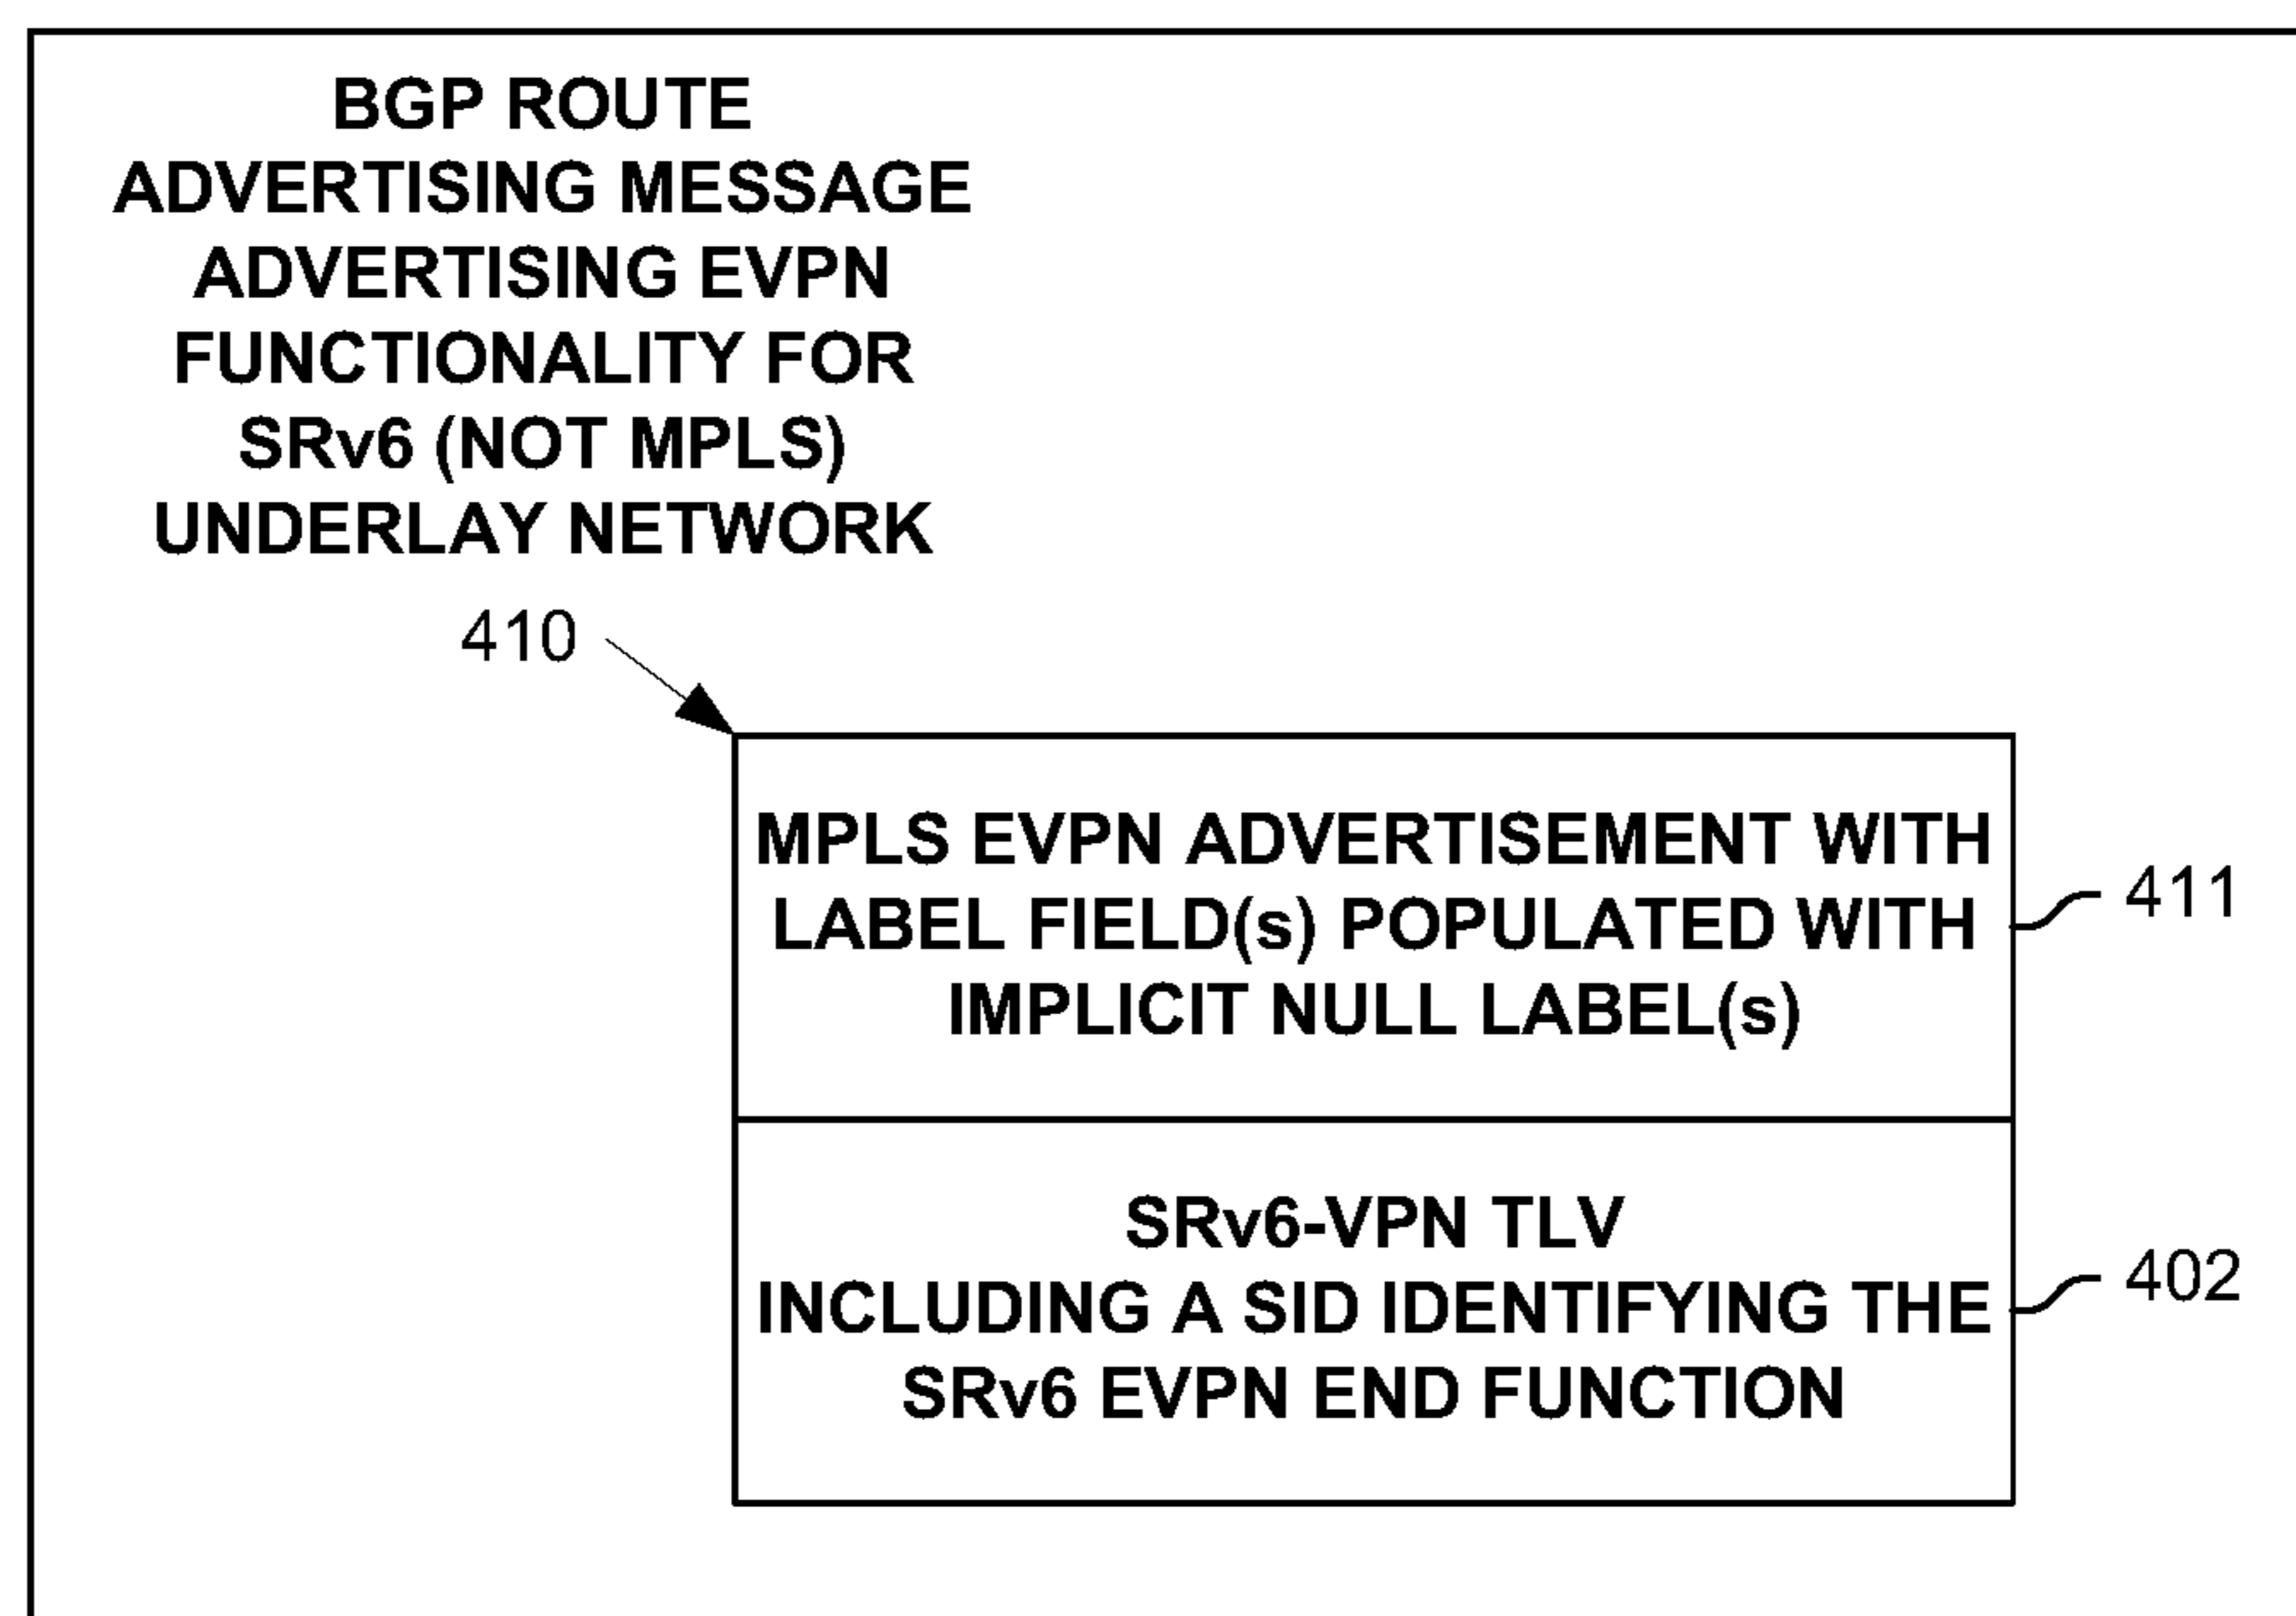 BGP ROUTE
ADVERTISING MESSAGE
ADVERTISING EVPN
FUNCTIONALITY FOR
SRv6 (NOT MPLS)
UNDERLAY NETWORK
410
MPLS EVPN ADVERTISEMENT WITH
LABEL FIELD(s) POPULATED WITH
IMPLICIT NULL LABEL(s)
411
SRv6-VPN TLV
INCLUDING A SID IDENTIFYING THE
SRv6 EVPN END FUNCTION
402